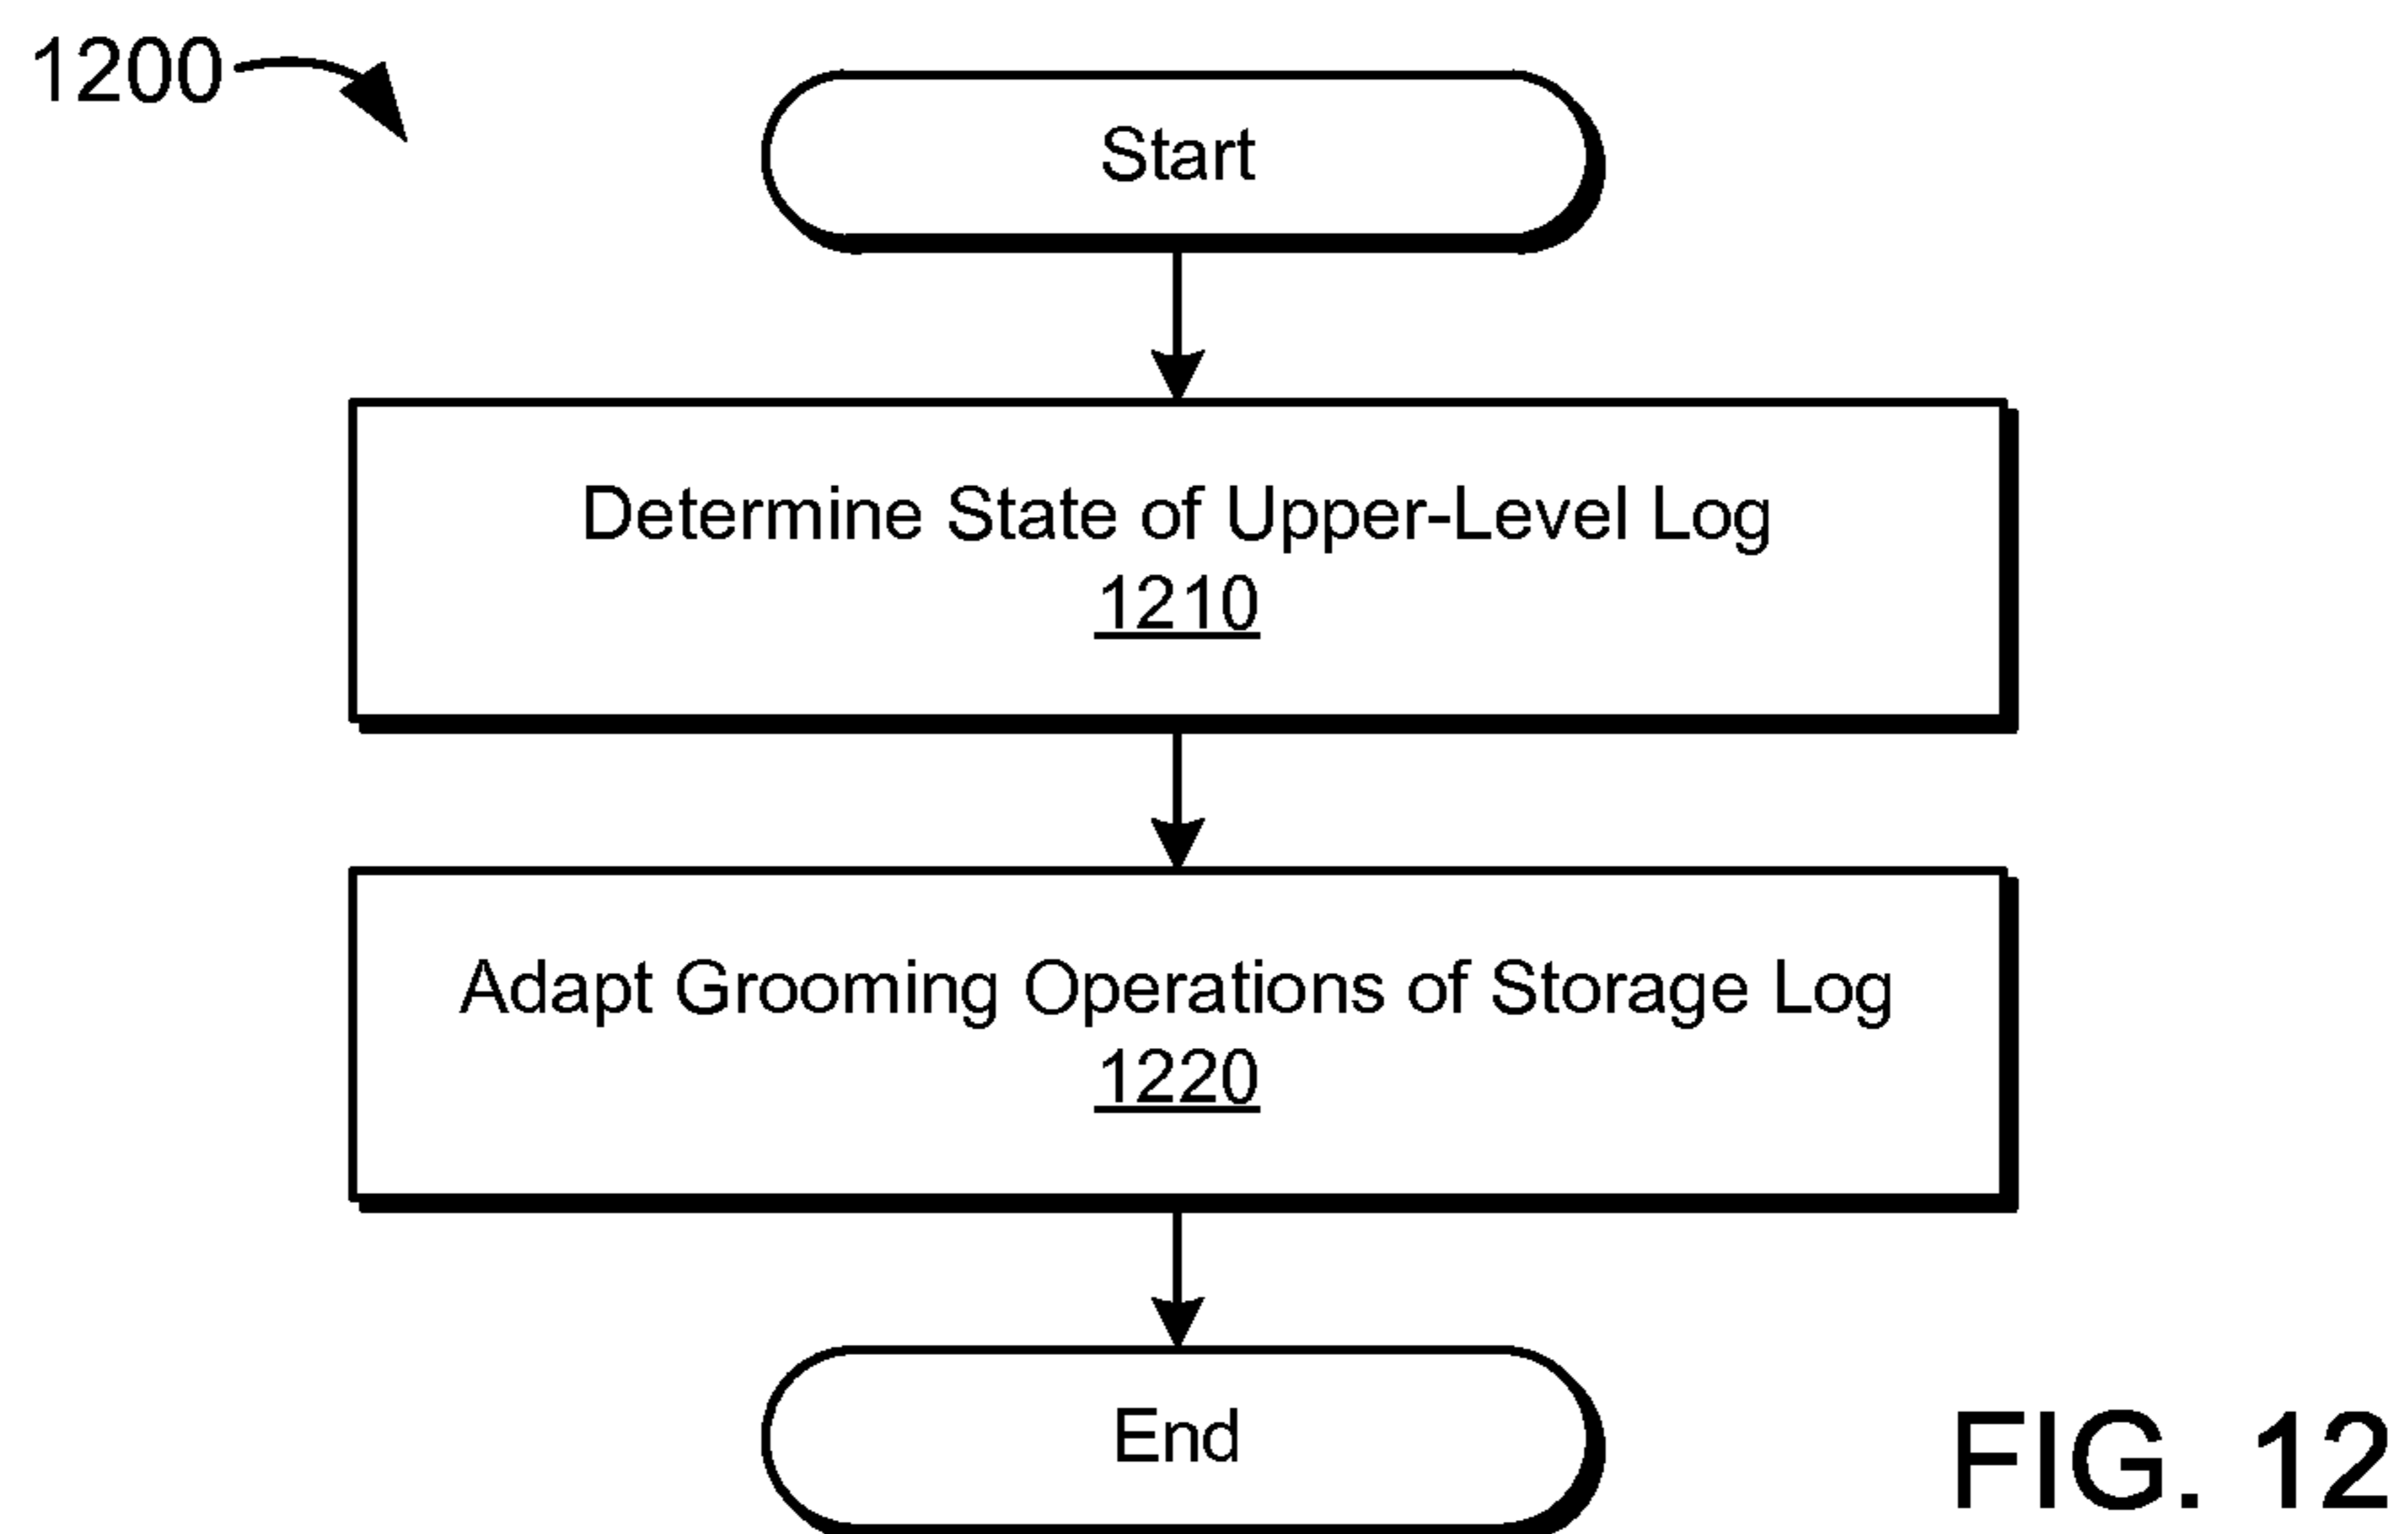 1200
Start
Determine State of Upper-Level Log
1210
Adapt Grooming Operations of Storage Log
1220
End
FIG. 12